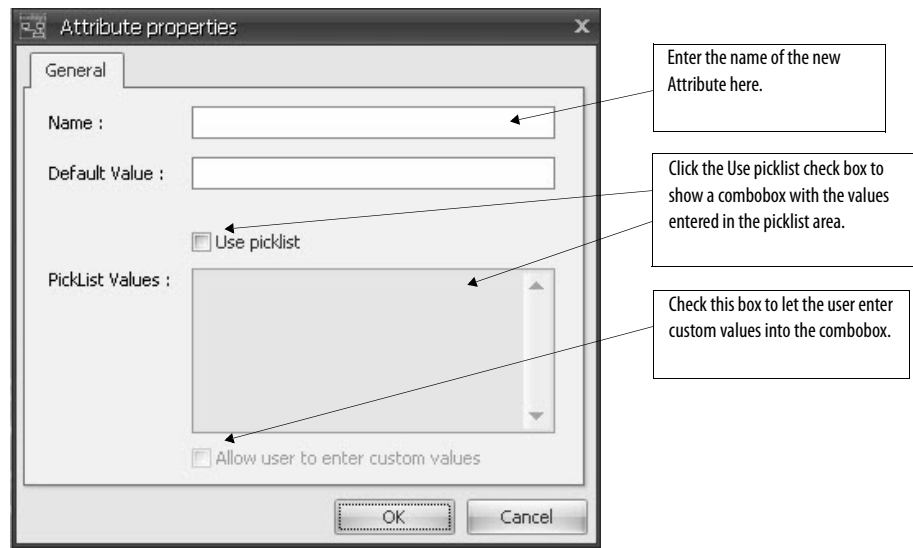 Attribute properties
General
Name :
Default Value :
Use picklist
PickList Values :
Allow user to enter custom values
OK
Cancel
Enter the name of the new
Attribute here.
Click the Use picklist check box to
show a combobox with the values
entered in the picklist area.
Check this box to let the user enter
custom values into the combobox.